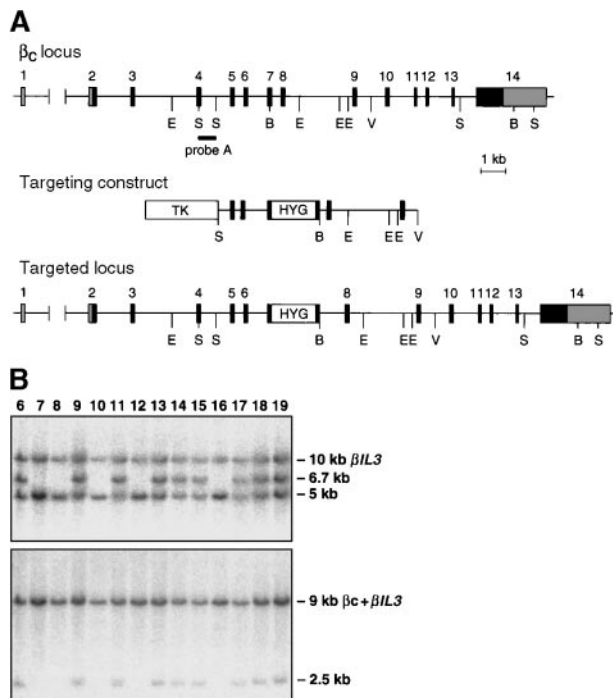 A
βC locus
1 2 3 4 5 6 7 8 9 10 11 12 13 14
E S S B E E E V S B S
probe A
1 kb
Targeting construct
TK HYG
S B E E E V
Targeted locus
1 2 3 4 5 6 8 9 10 11 12 13 14
HYG
E S S B E E E V S B S
B
6 7 8 9 10 11 12 13 14 15 16 17 18 19
– 10 kb βIL3
– 6.7 kb
– 5 kb
– 9 kb βc + βIL3
– 2.5 kb